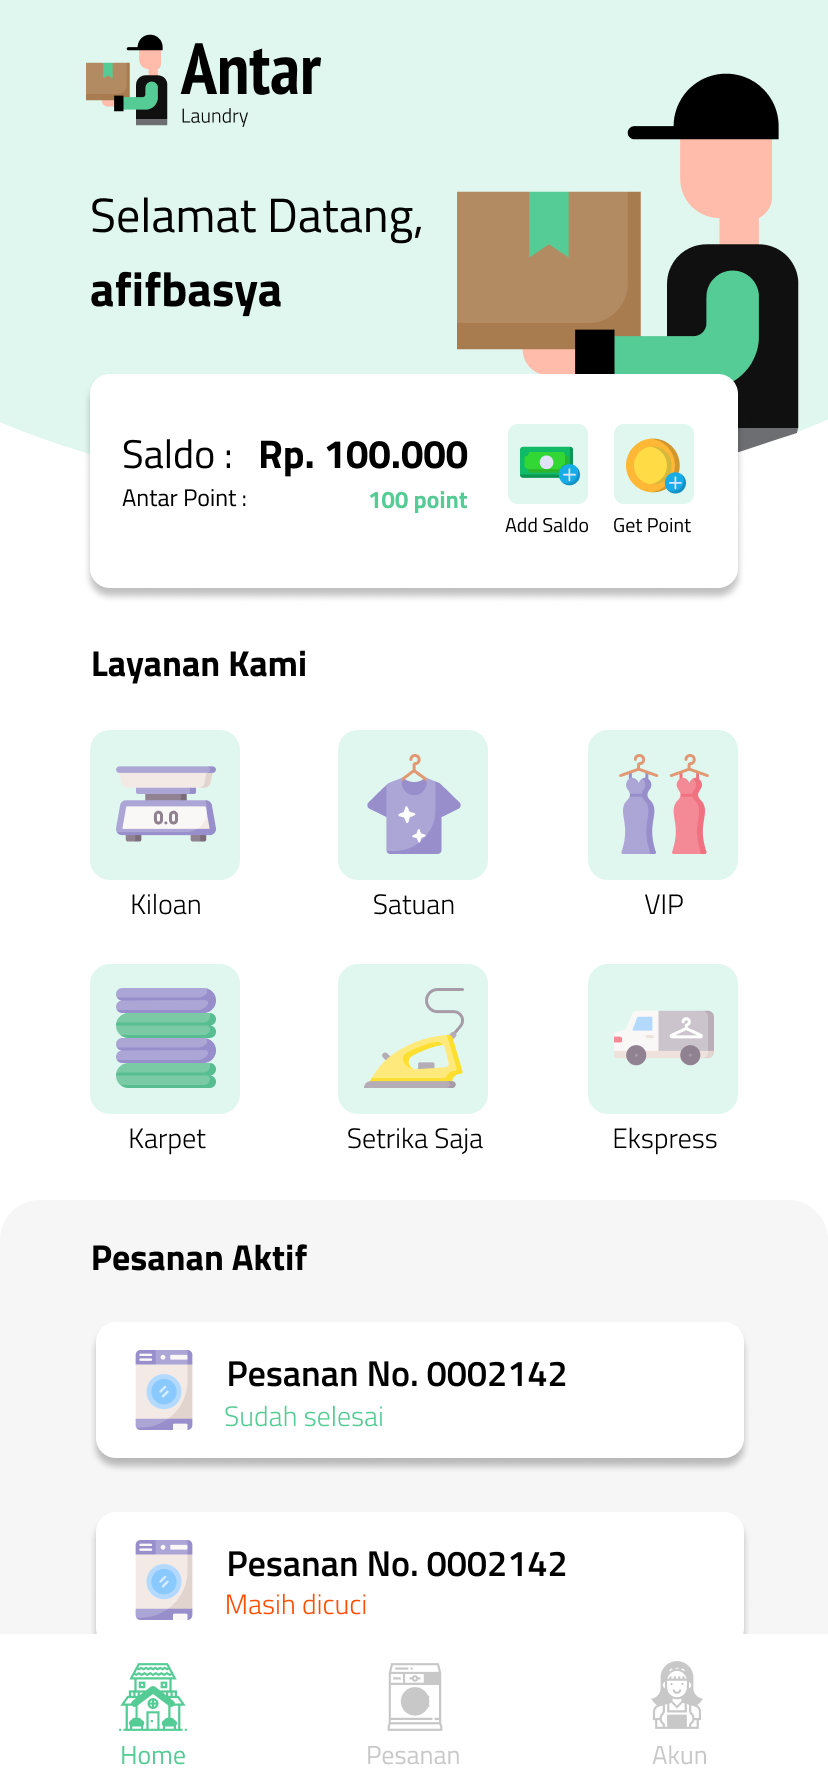 Antar
Laundry
Selamat Datang,
afifbasya
Saldo : Rp. 100.000
Antar Point : 100 point
Add Saldo Get Point
Layanan Kami
0.0
Kiloan Satuan VIP
Karpet Setrika Saja Ekspress
Pesanan Aktif
Pesanan No. 0002142
Sudah selesai
Pesanan No. 0002142
Masih dicuci
Home Pesanan Akun